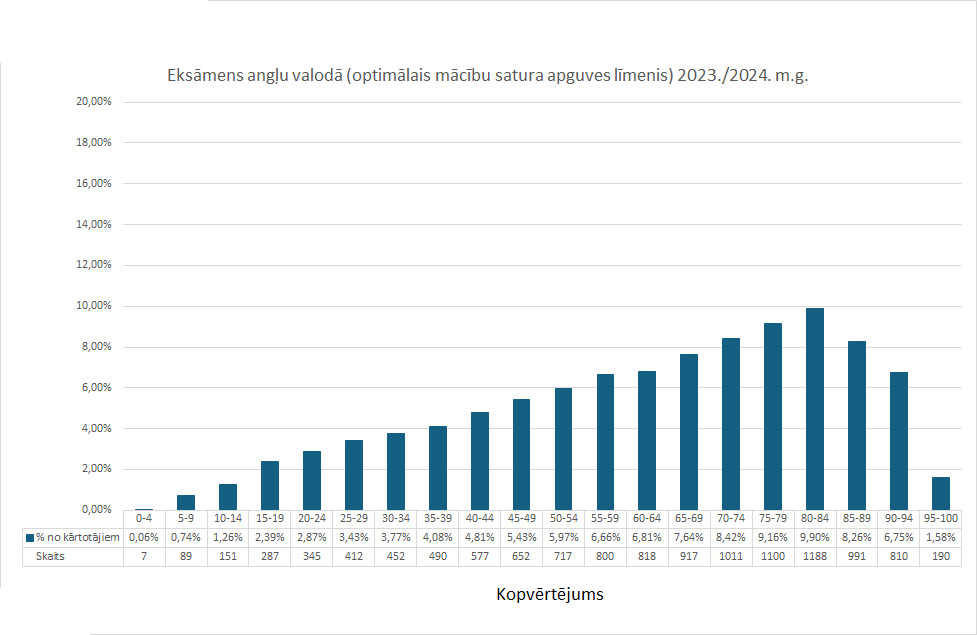 Eksāmens angļu valodā (optimālais mācību satura apguves līmenis) 2023./2024. m.g.
20,00%
18,00%
16,00%
14,00%
12,00%
10,00%
8,00%
6,00%
4,00%
2,00%
0,00%
0-4 5-9 10-14 15-19 20-24 25-29 30-34 35-39 40-44 45-49 50-54 55-59 60-64 65-69 70-74 75-79 80-84 85-89 90-94 95-100
% no kārtotājiem 0,06% 0,74% 1,26% 2,39% 2,87% 3,43% 3,77% 4,08% 4,81% 5,43% 5,97% 6,66% 6,81% 7,64% 8,42% 9,16% 9,90% 8,26% 6,75% 1,58%
Skaits 7 89 151 287 345 412 452 490 577 652 717 800 818 917 1011 1100 1188 991 810 190
Kopvērtējums